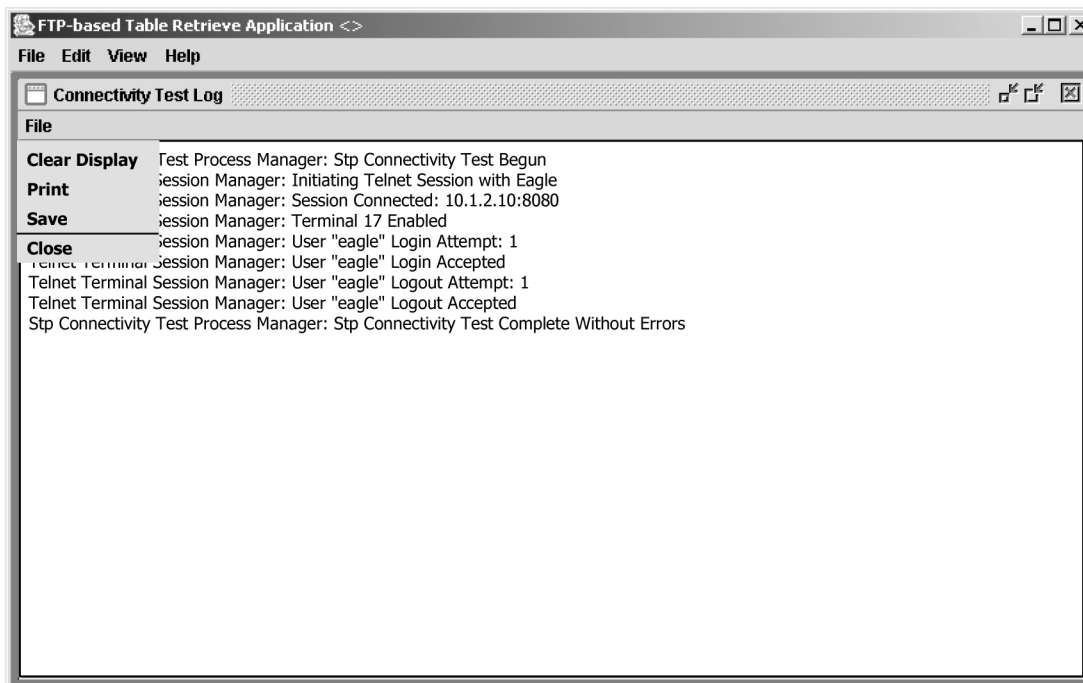 FTP-based Table Retrieve Application <>
File Edit View Help
Connectivity Test Log
File
Clear Display
Print
Save
Close
Test Process Manager: Stp Connectivity Test Begun
Session Manager: Initiating Telnet Session with Eagle
Session Manager: Session Connected: 10.1.2.10:8080
Session Manager: Terminal 17 Enabled
Session Manager: User "eagle" Login Attempt: 1
Telnet Terminal Session Manager: User "eagle" Login Accepted
Telnet Terminal Session Manager: User "eagle" Logout Attempt: 1
Telnet Terminal Session Manager: User "eagle" Logout Accepted
Stp Connectivity Test Process Manager: Stp Connectivity Test Complete Without Errors